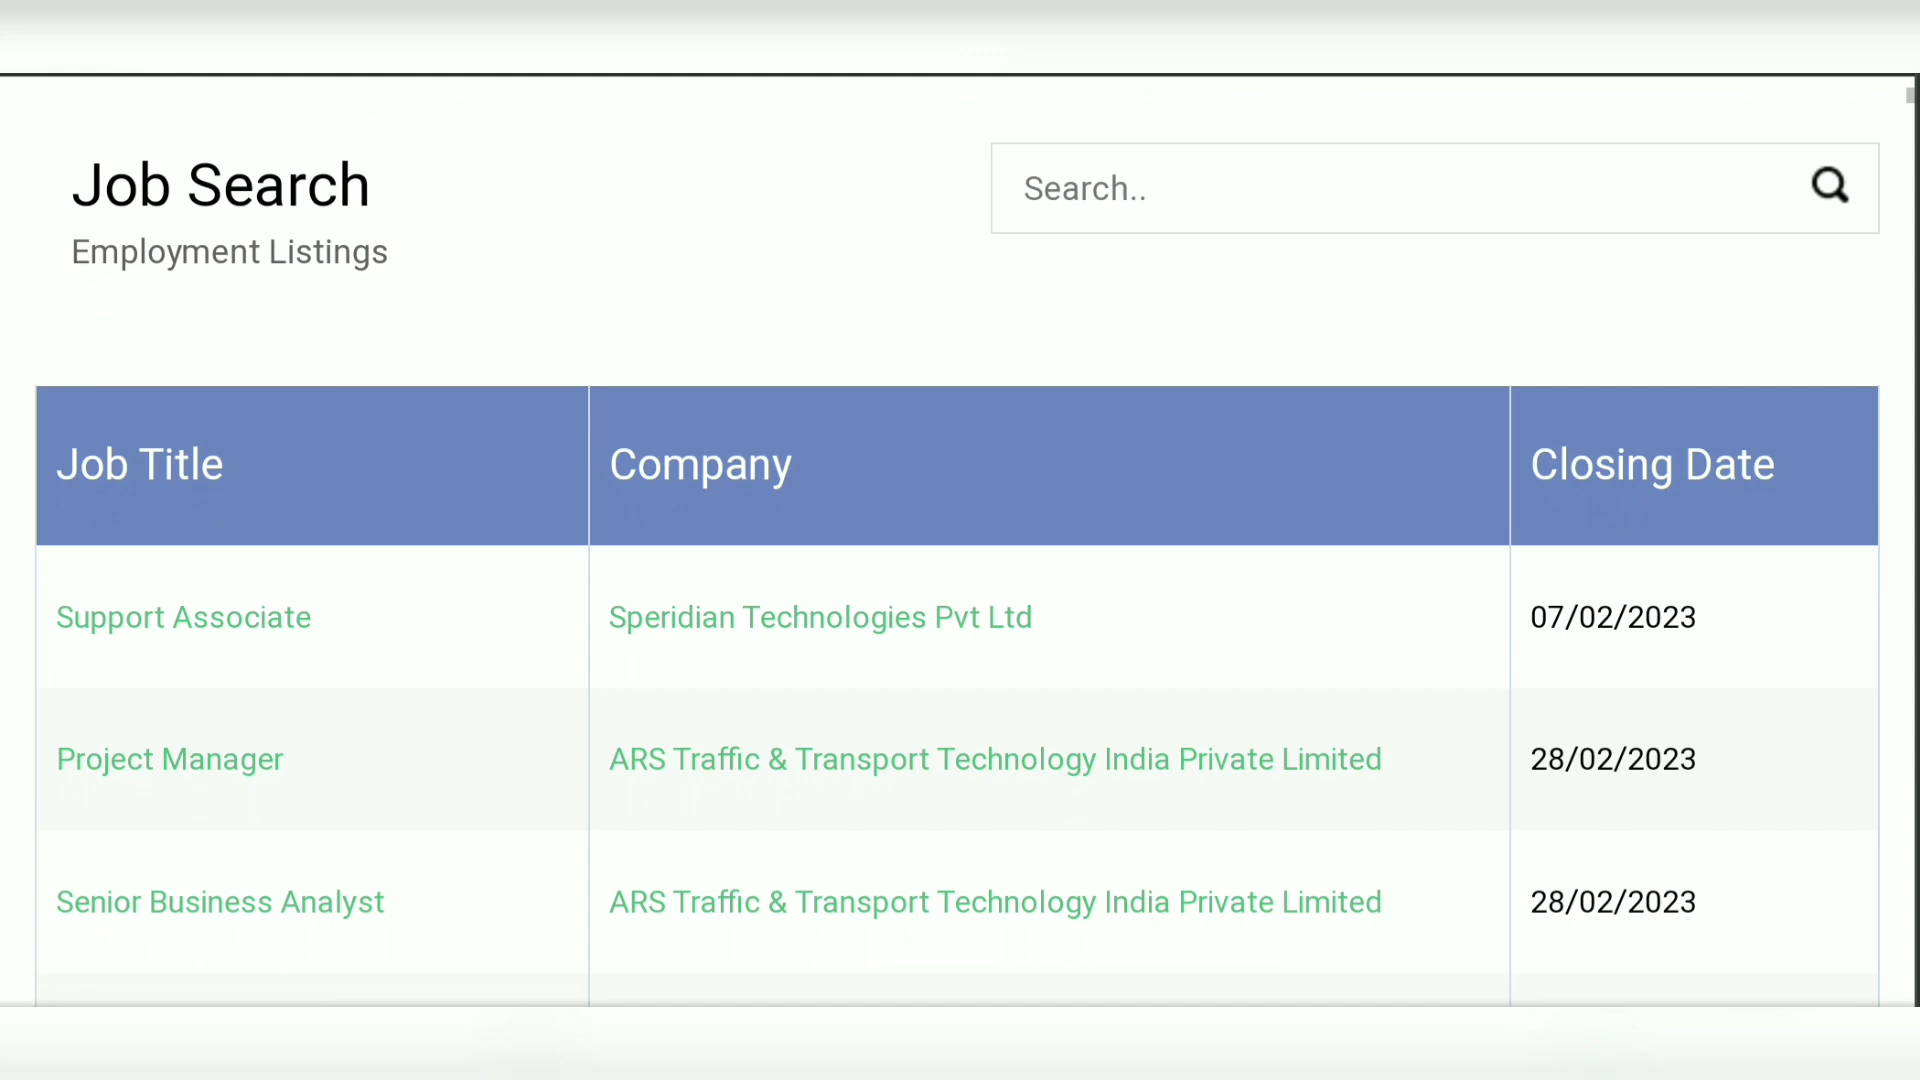 Job Search
Search..
Employment Listings
Job Title Company Closing Date
Support Associate Speridian Technologies Pvt Ltd 07/02/2023
Project Manager ARS Traffic & Transport Technology India Private Limited 28/02/2023
Senior Business Analyst ARS Traffic & Transport Technology India Private Limited 28/02/2023